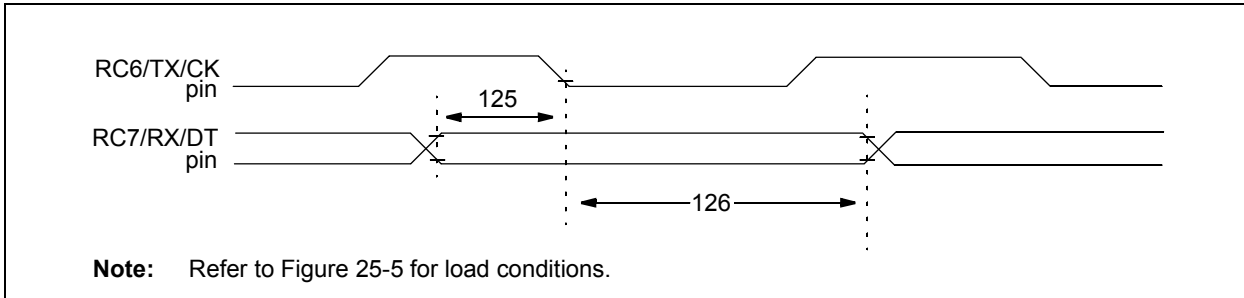 RC6/TX/CK
pin
125
RC7/RX/DT
pin
126
Note: Refer to Figure 25-5 for load conditions.